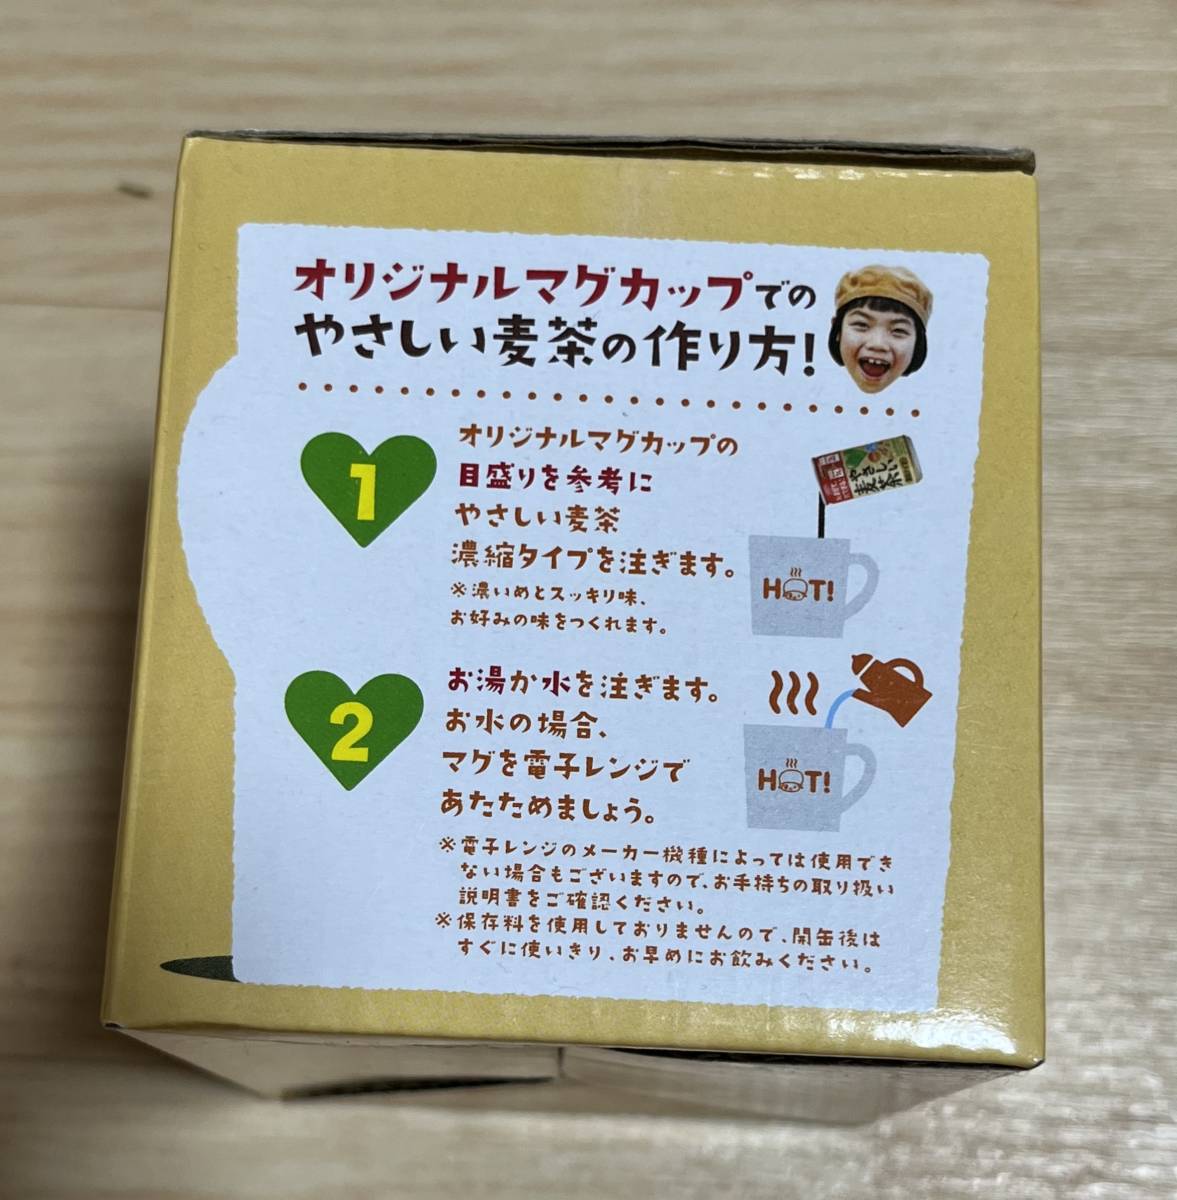 オリジナルマグカップでの
やさしい麦茶の作り方!
1
オリジナルマグカップの
目盛りを参考に
やさしい麦茶
濃縮タイプを注ぎます。
※濃いめとスッキリ味、
お好みの味をつくれます。
やさしい
麦茶
HOT!
2
お湯か水を注ぎます。
お水の場合、
マグを電子レンジで
あたためましょう。
HOT!
※電子レンジのメーカー機種によっては使用でき
ない場合もございますので、お手持ちの取り扱い
説明書をご確認ください。
※保存料を使用しておりませんので、開缶後は
すぐに使いきり、お早めにお飲みください。